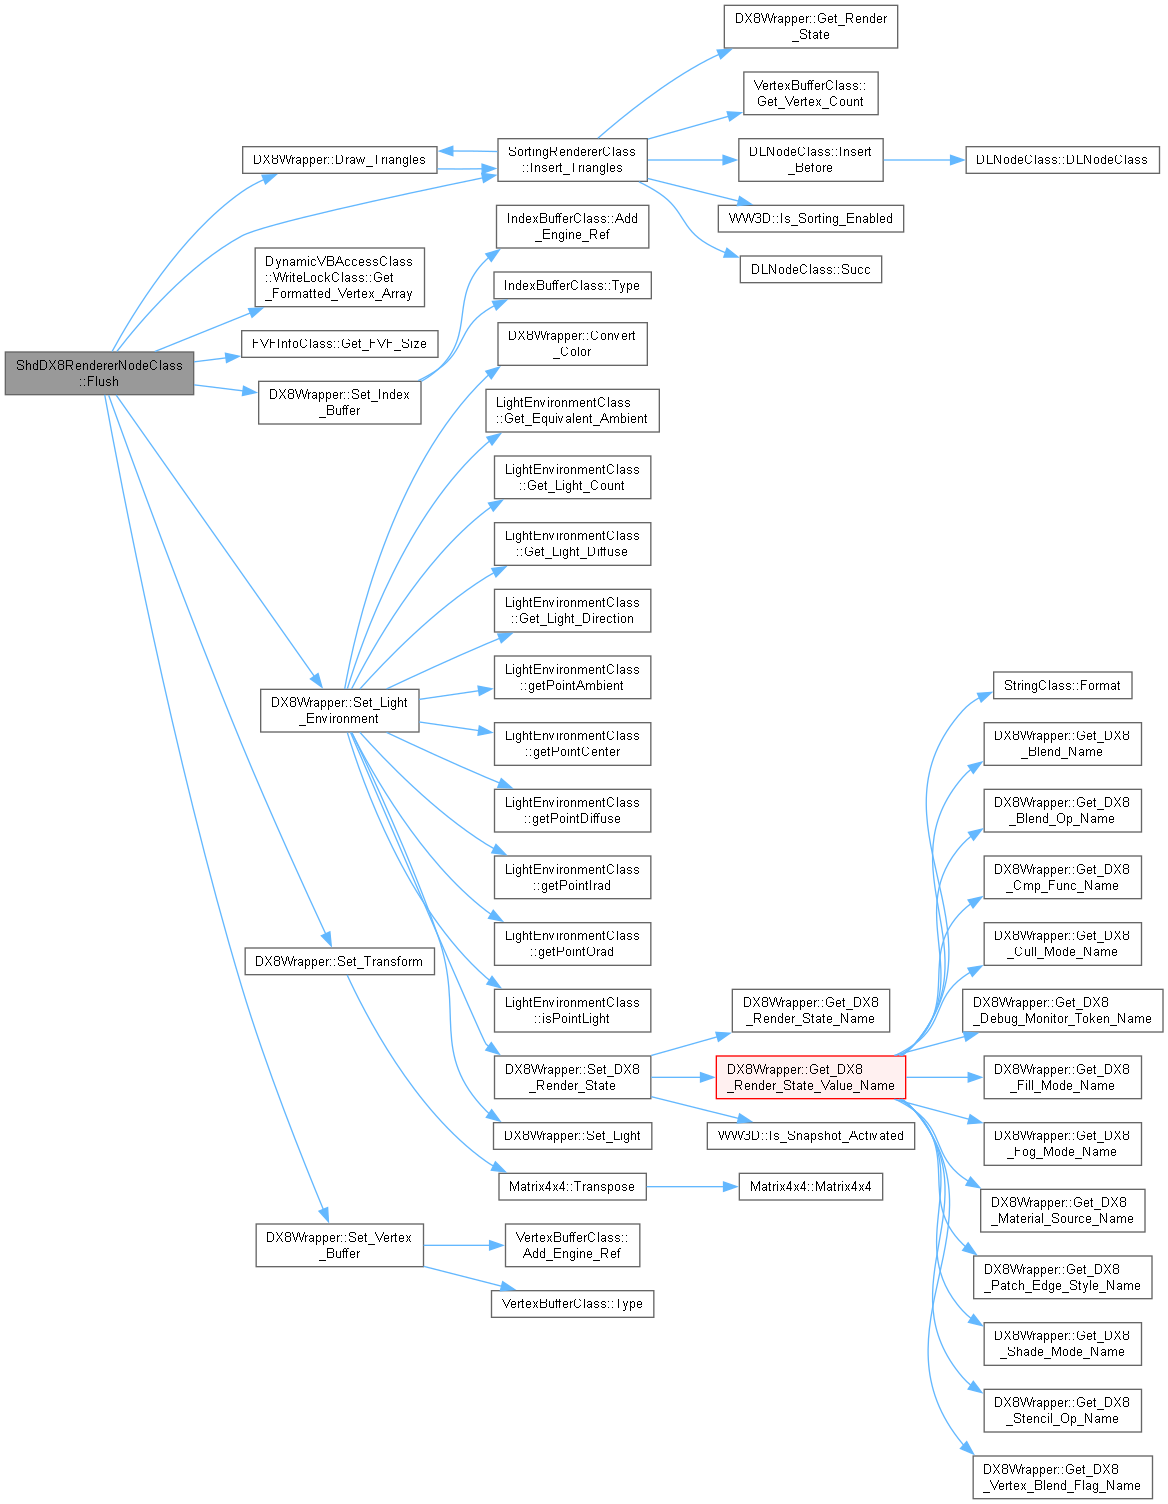 ShdDX8RendererNodeClass
::Flush
DX8Wrapper::Draw_Triangles
DynamicVBAccessClass
::WriteLockClass::Get
_Formatted_Vertex_Array
FVFInfoClass::Get_FVF_Size
DX8Wrapper::Set_Index
_Buffer
DX8Wrapper::Set_Light
_Environment
DX8Wrapper::Set_Transform
DX8Wrapper::Set_Vertex
_Buffer
SortingRendererClass
::Insert_Triangles
IndexBufferClass::Add
_Engine_Ref
IndexBufferClass::Type
DX8Wrapper::Convert
_Color
LightEnvironmentClass
::Get_Equivalent_Ambient
LightEnvironmentClass
::Get_Light_Count
LightEnvironmentClass
::Get_Light_Diffuse
LightEnvironmentClass
::Get_Light_Direction
LightEnvironmentClass
::getPointAmbient
LightEnvironmentClass
::getPointCenter
LightEnvironmentClass
::getPointDiffuse
LightEnvironmentClass
::getPointIrad
LightEnvironmentClass
::getPointOrad
LightEnvironmentClass
::isPointLight
DX8Wrapper::Set_DX8
_Render_State
DX8Wrapper::Set_Light
Matrix4x4::Transpose
VertexBufferClass::
Add_Engine_Ref
VertexBufferClass::Type
DX8Wrapper::Get_Render
_State
VertexBufferClass::
Get_Vertex_Count
DLNodeClass::Insert
_Before
WW3D::Is_Sorting_Enabled
DLNodeClass::Succ
DX8Wrapper::Get_DX8
_Render_State_Name
DX8Wrapper::Get_DX8
_Render_State_Value_Name
WW3D::Is_Snapshot_Activated
Matrix4x4::Matrix4x4
DLNodeClass::DLNodeClass
StringClass::Format
DX8Wrapper::Get_DX8
_Blend_Name
DX8Wrapper::Get_DX8
_Blend_Op_Name
DX8Wrapper::Get_DX8
_Cmp_Func_Name
DX8Wrapper::Get_DX8
_Cull_Mode_Name
DX8Wrapper::Get_DX8
_Debug_Monitor_Token_Name
DX8Wrapper::Get_DX8
_Fill_Mode_Name
DX8Wrapper::Get_DX8
_Fog_Mode_Name
DX8Wrapper::Get_DX8
_Material_Source_Name
DX8Wrapper::Get_DX8
_Patch_Edge_Style_Name
DX8Wrapper::Get_DX8
_Shade_Mode_Name
DX8Wrapper::Get_DX8
_Stencil_Op_Name
DX8Wrapper::Get_DX8
_Vertex_Blend_Flag_Name